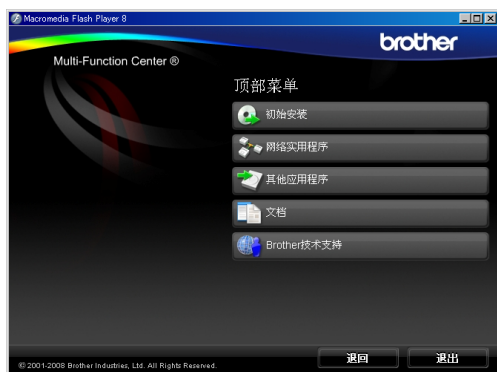 Macromedia Flash Player 8
brother
Multi-Function Center ®
顶部菜单
初始安装
网络实用程序
其他应用程序
文档
Brother技术支持
© 2001-2008 Brother Industries, Ltd. All Rights Reserved.
退回
退出